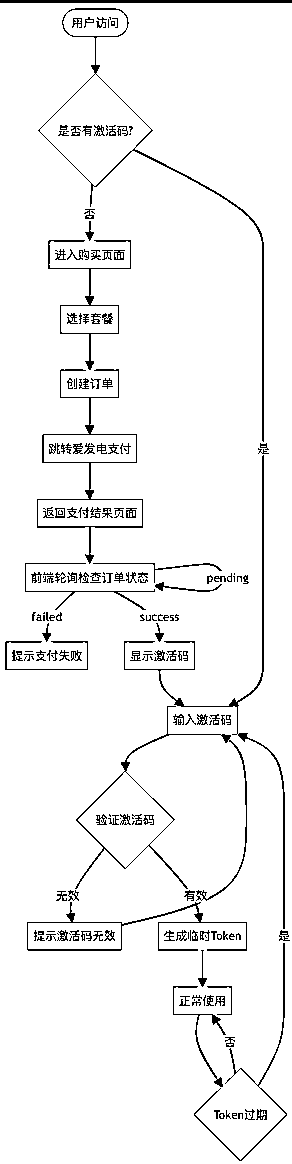 用户访问
是否有激活码?
否
进入购买页面
选择套餐
创建订单
跳转爱发电支付
是
返回支付结果页面
前端轮询检查订单状态
pending
failed
success
提示支付失败
显示激活码
输入激活码
验证激活码
无效
有效
提示激活码无效
生成临时Token
是
正常使用
否
Token过期